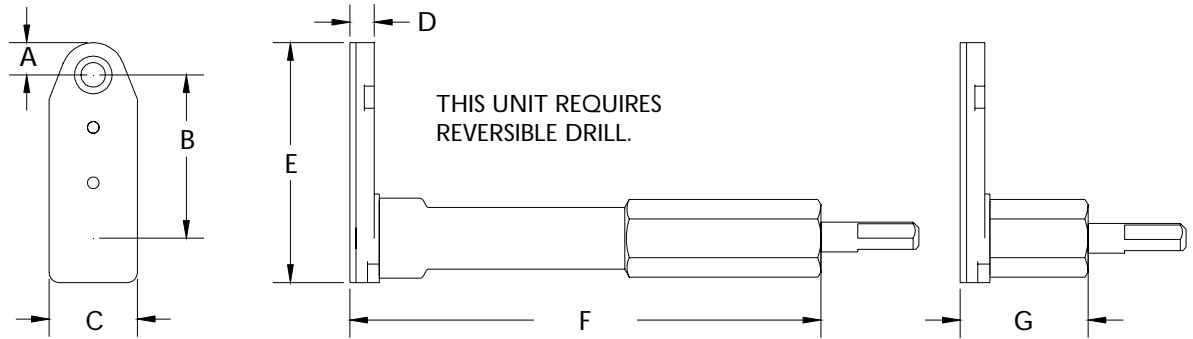 D
A
THIS UNIT REQUIRES
REVERSIBLE DRILL.
B
E
C
F
G